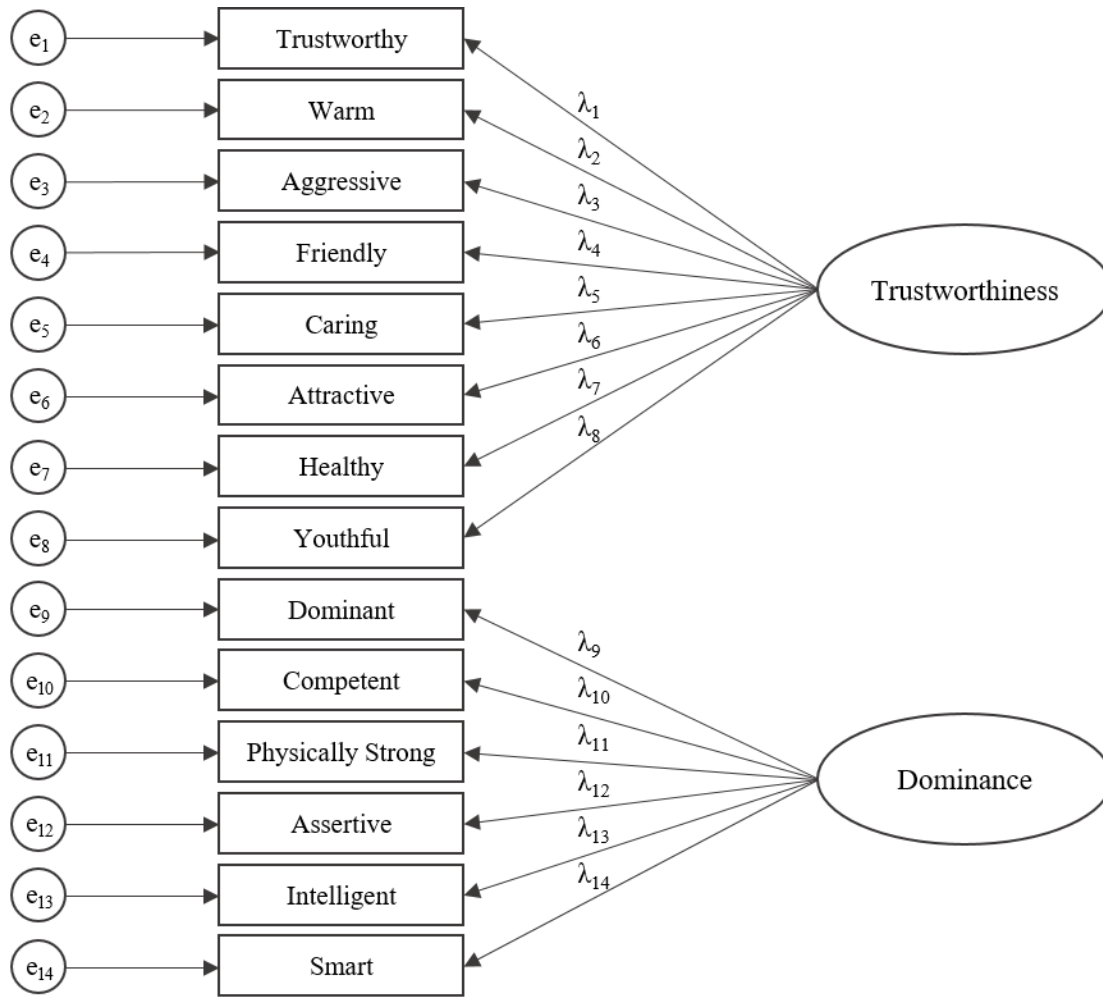 e₁ Trustworthy
λ₁
e₂ Warm
λ₂
e₃ Aggressive
λ₃
e₄ Friendly
λ₄
Trustworthiness
e₅ Caring
λ₅
e₆ Attractive
λ₆
e₇ Healthy
λ₇
e₈ Youthful
λ₈
e₉ Dominant
λ₉
e₁₀ Competent
λ₁₀
e₁₁ Physically Strong
λ₁₁
Dominance
e₁₂ Assertive
λ₁₂
e₁₃ Intelligent
λ₁₃
e₁₄ Smart
λ₁₄